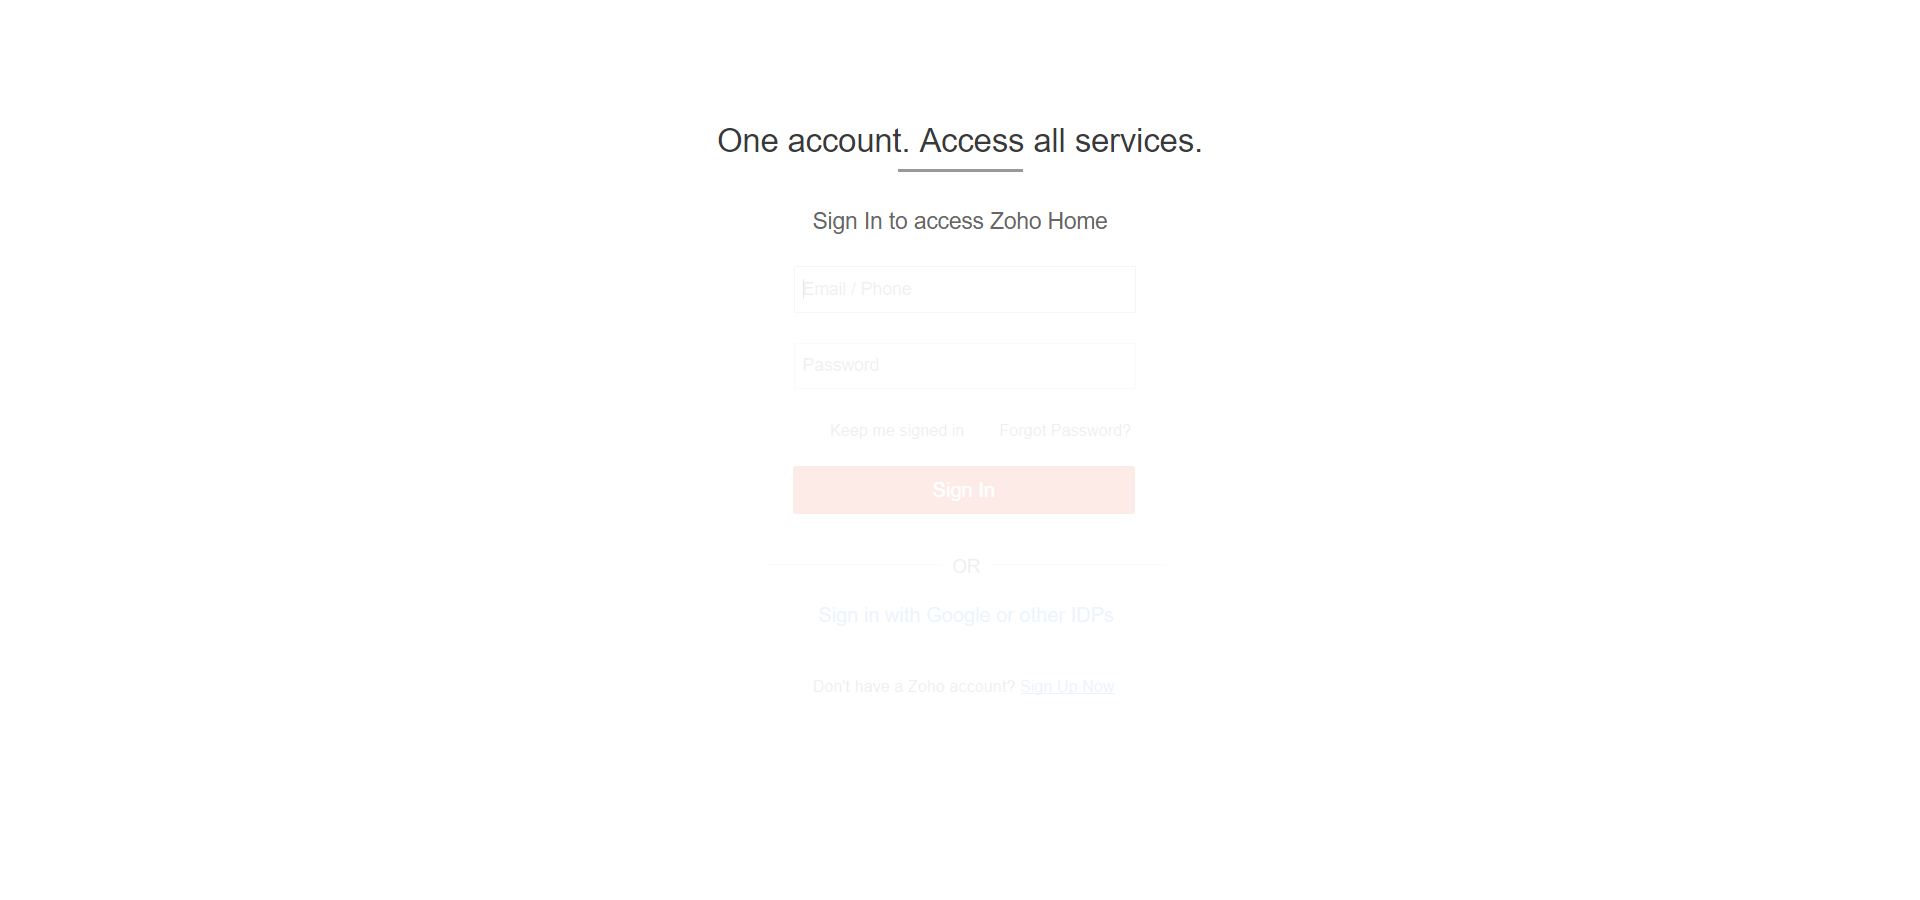 One account. Access all services.
Sign In to access Zoho Home
Email / Phone
Password
Keep me signed in Forgot Password?
Sign In
OR
Sign in with Google or other IDPs
Don't have a Zoho account? Sign Up Now